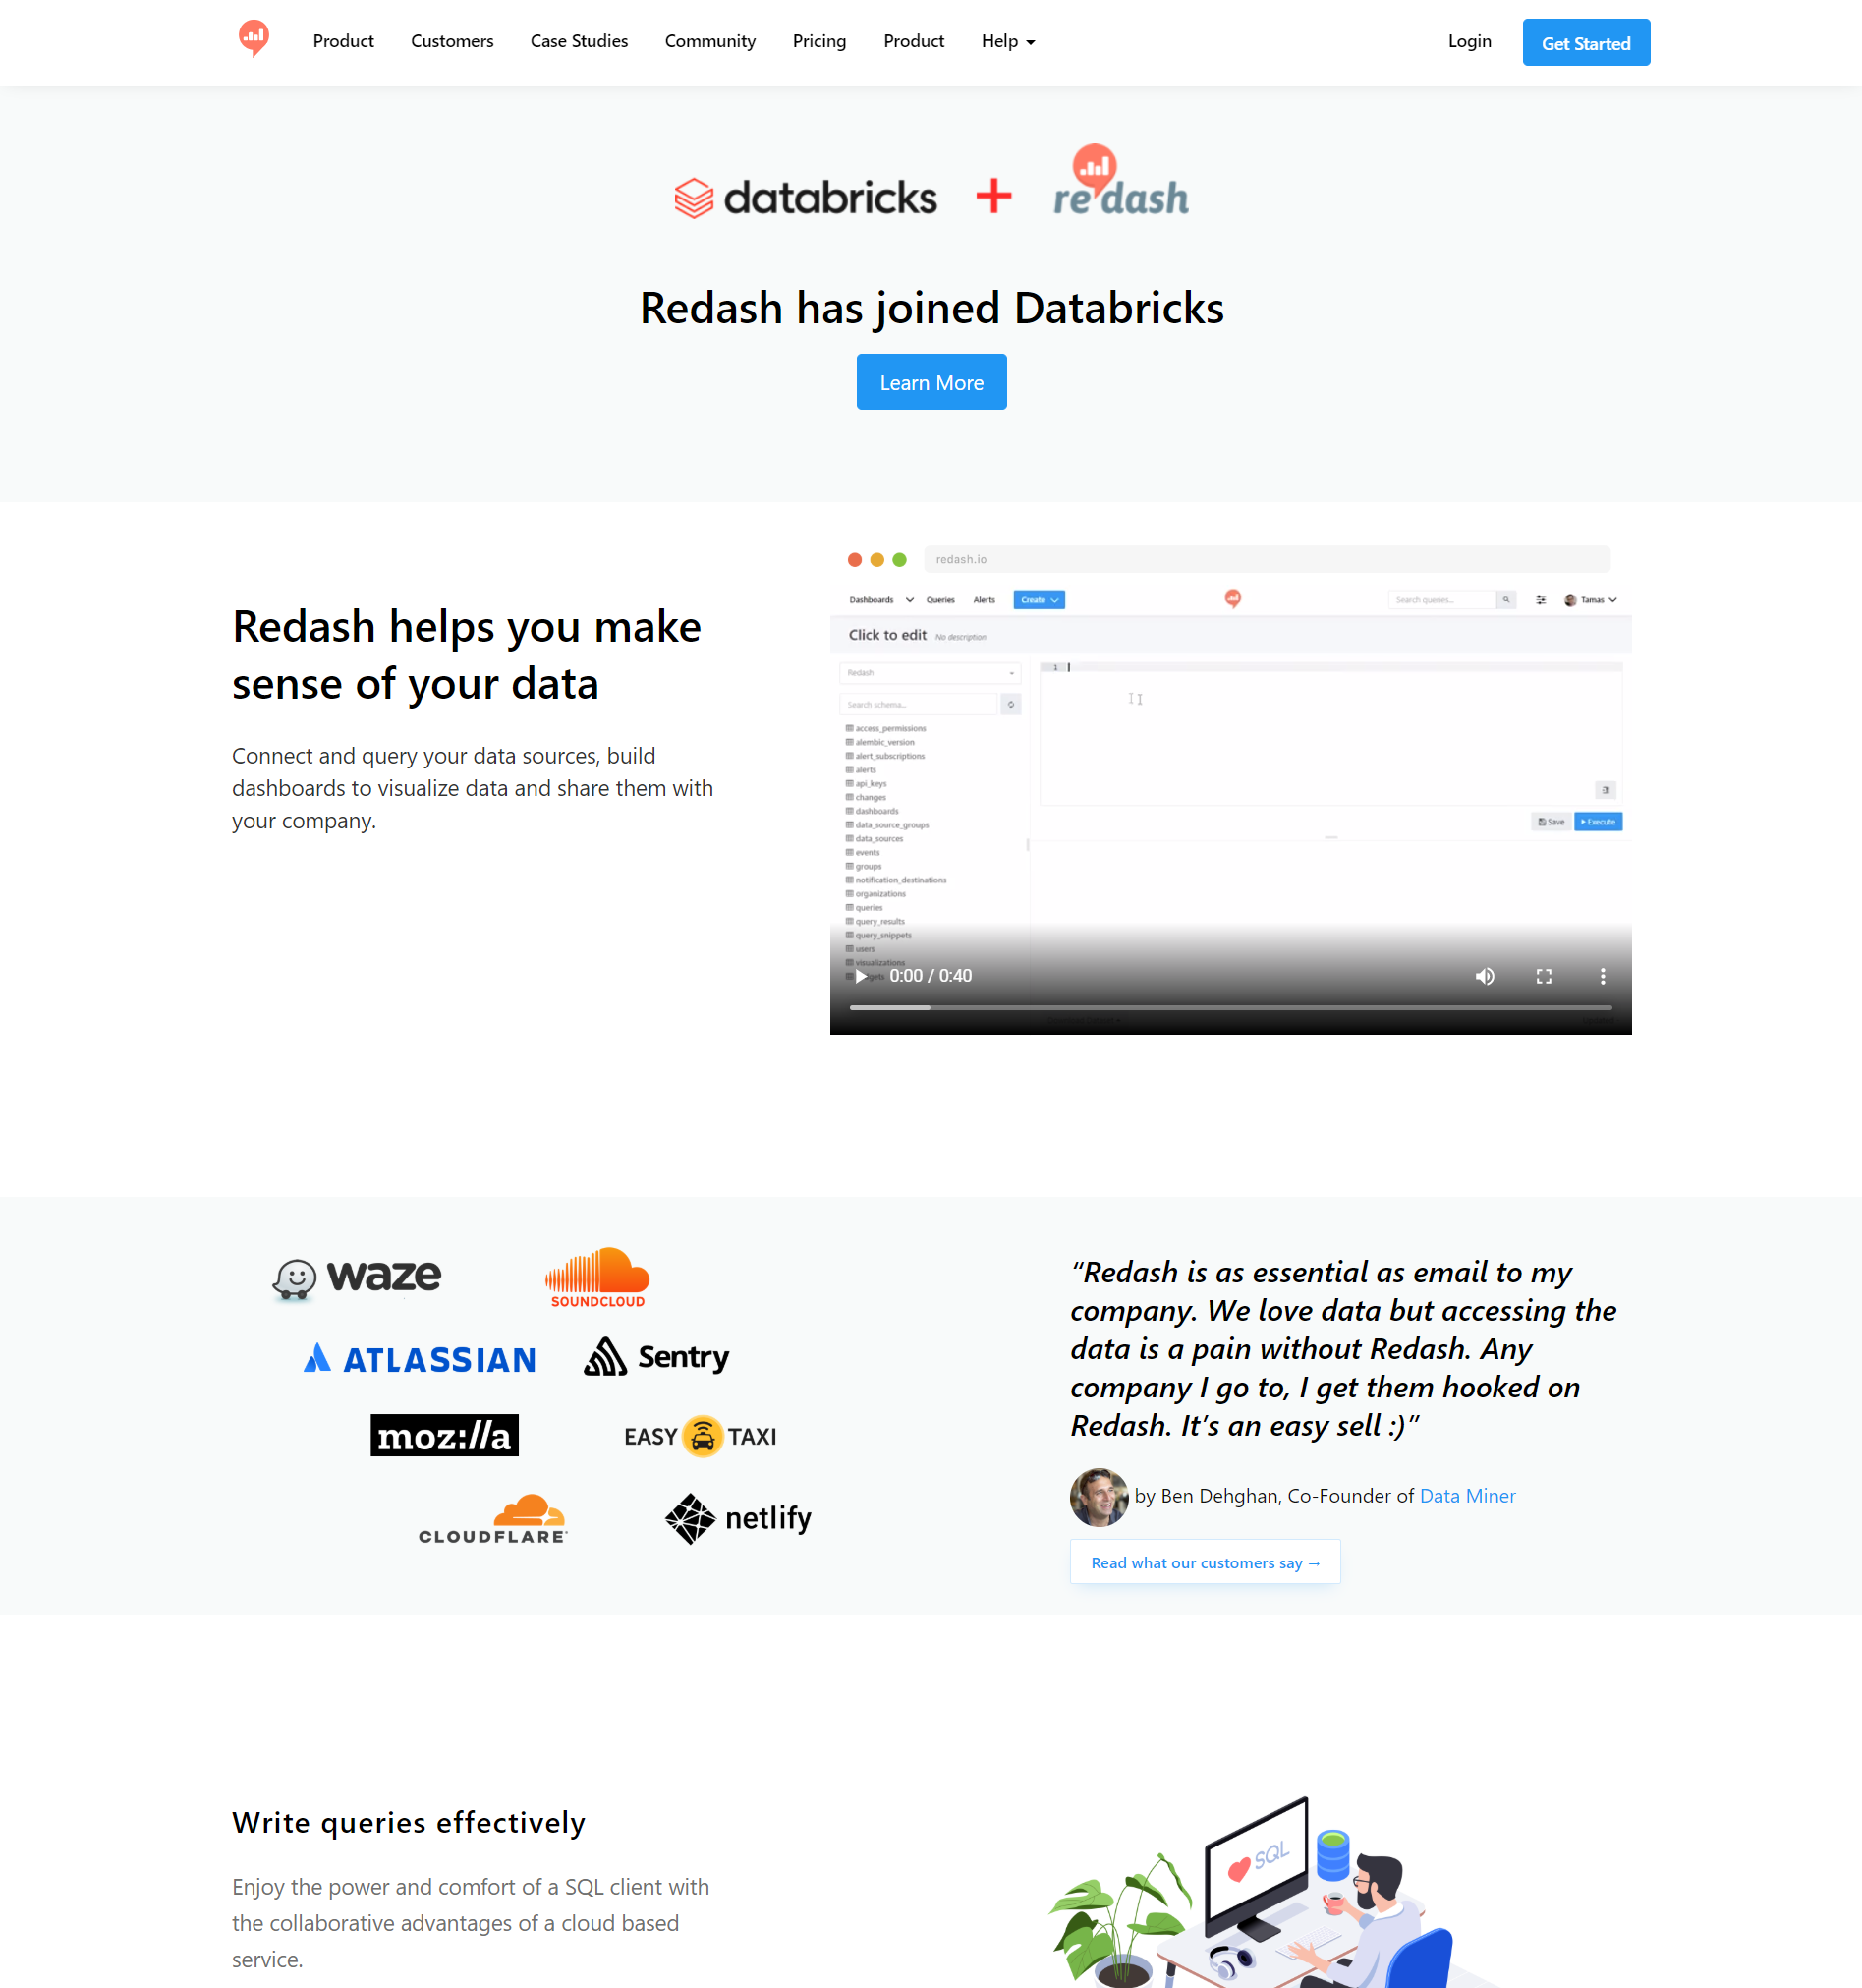 Product Customers Case Studies Community Pricing Product Help Login Get Started
databricks + redash
Redash has joined Databricks
Learn More
redash.io
Dashboards Queries Alerts Create Search queries... Tamas
Click to edit No description
Redash
Search schema...
1
access_permissions
alembic_version
alert_subscriptions
alerts
api_keys
changes
dashboards
data_source_groups
data_sources
events
groups
notification_destinations
organizations
queries
query_results
query_snippets
users
visualizations
Save Execute
0:00 / 0:40
Redash helps you make
sense of your data
Connect and query your data sources, build
dashboards to visualize data and share them with
your company.
waze SOUNDCLOUD
ATLASSIAN Sentry
moz://a EASY TAXI
CLOUDFLARE netlify
“Redash is as essential as email to my
company. We love data but accessing the
data is a pain without Redash. Any
company I go to, I get them hooked on
Redash. It’s an easy sell :)”
by Ben Dehghan, Co-Founder of Data Miner
Read what our customers say →
Write queries effectively
Enjoy the power and comfort of a SQL client with
the collaborative advantages of a cloud based
service.
SQL